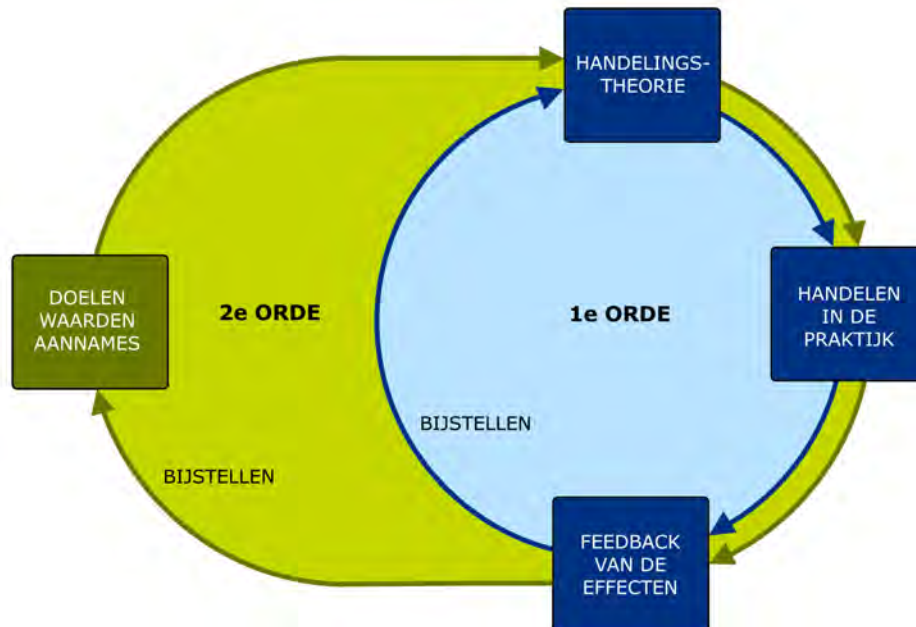 HANDELINGS-
THEORIE
DOELEN
WAARDEN
AANNAMES
2e ORDE
1e ORDE
HANDELEN
IN DE
PRAKTIJK
BIJSTELLEN
BIJSTELLEN
FEEDBACK
VAN DE
EFFECTEN